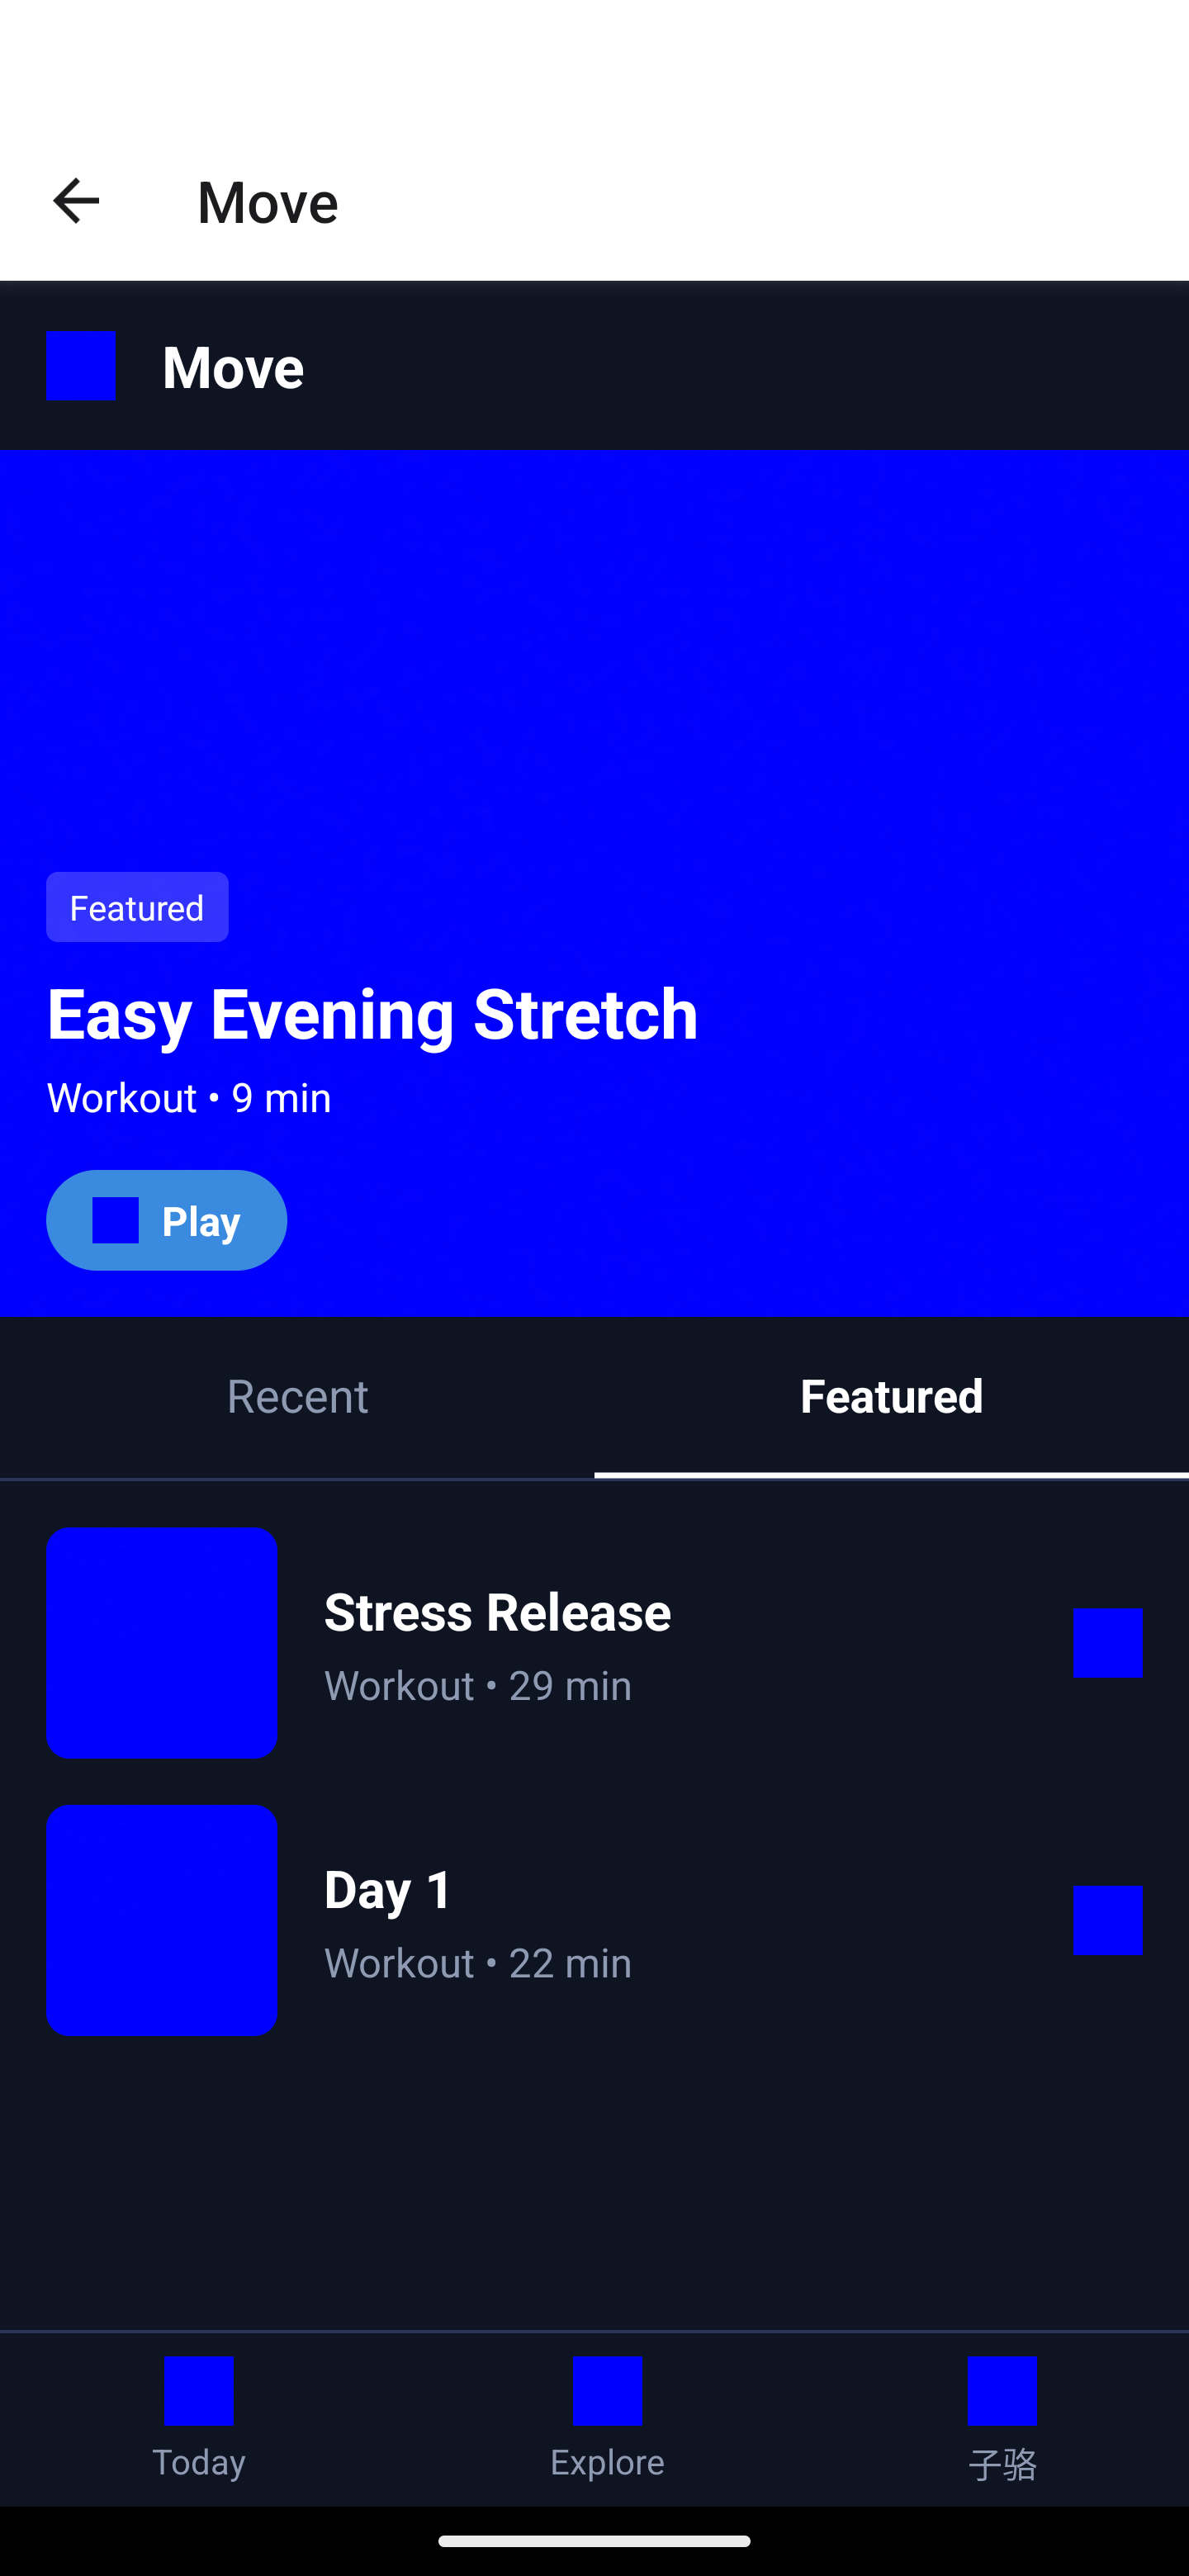 Move
Move
Featured
Easy Evening Stretch
Workout • 9 min
Play
Recent
Featured
Stress Release
Workout • 29 min
Day 1
Workout • 22 min
Today
Explore
子骆